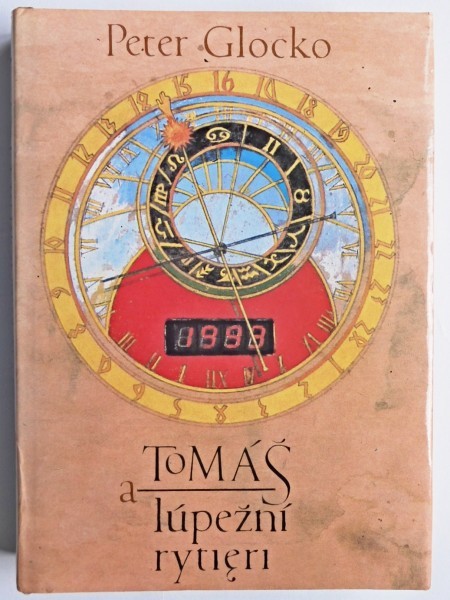 Peter Glocko
TOMÁŠ
a
lúpežní
rytieri